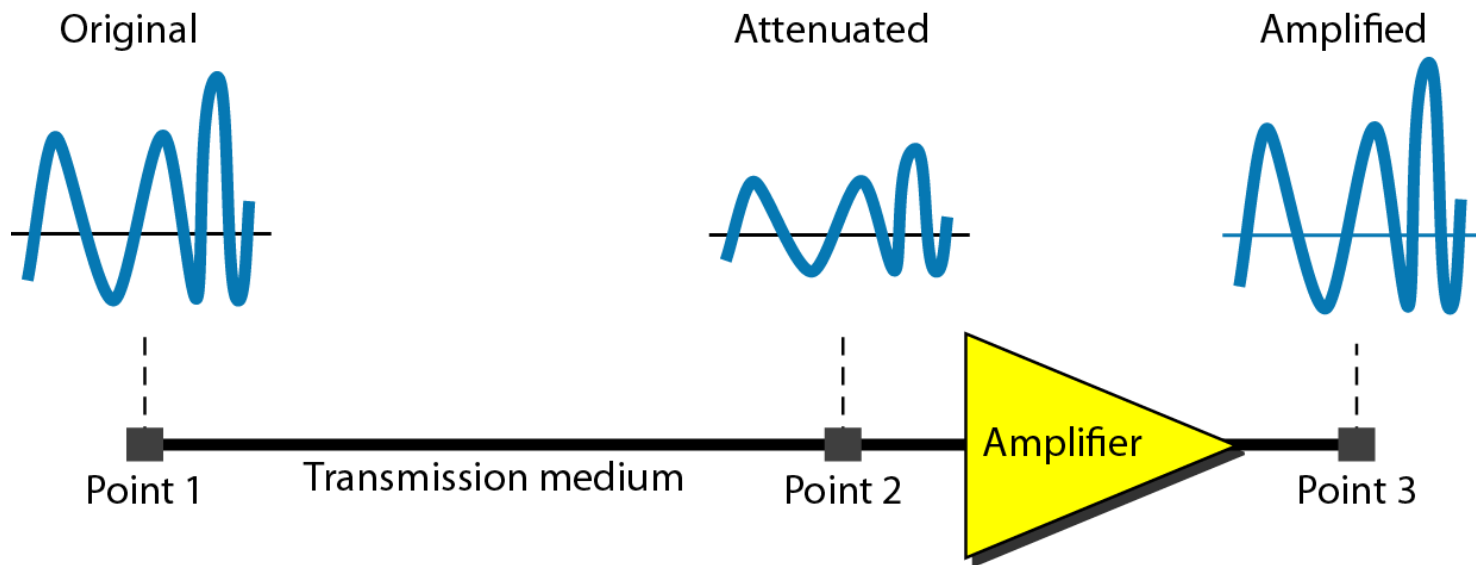 Original
Attenuated
Amplified
Amplifier
Transmission medium
Point 1
Point 2
Point 3